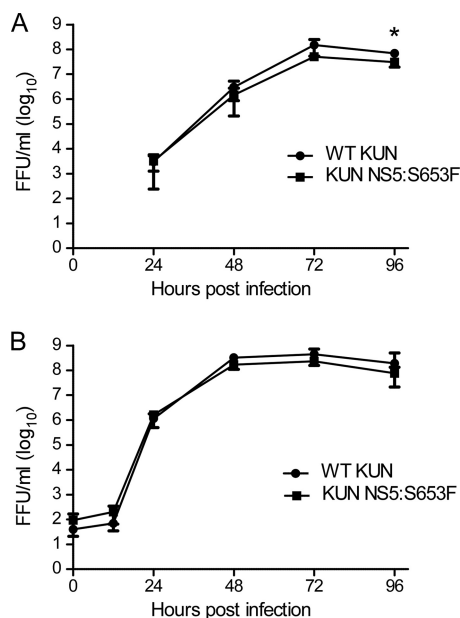 A
*
FFU/ml (log10)
9
8
7
6
5
4
3
2
1
0
WT KUN
KUN NS5:S653F
0 24 48 72 96
Hours post infection
B
FFU/ml (log10)
9
8
7
6
5
4
3
2
1
0
WT KUN
KUN NS5:S653F
0 24 48 72 96
Hours post infection